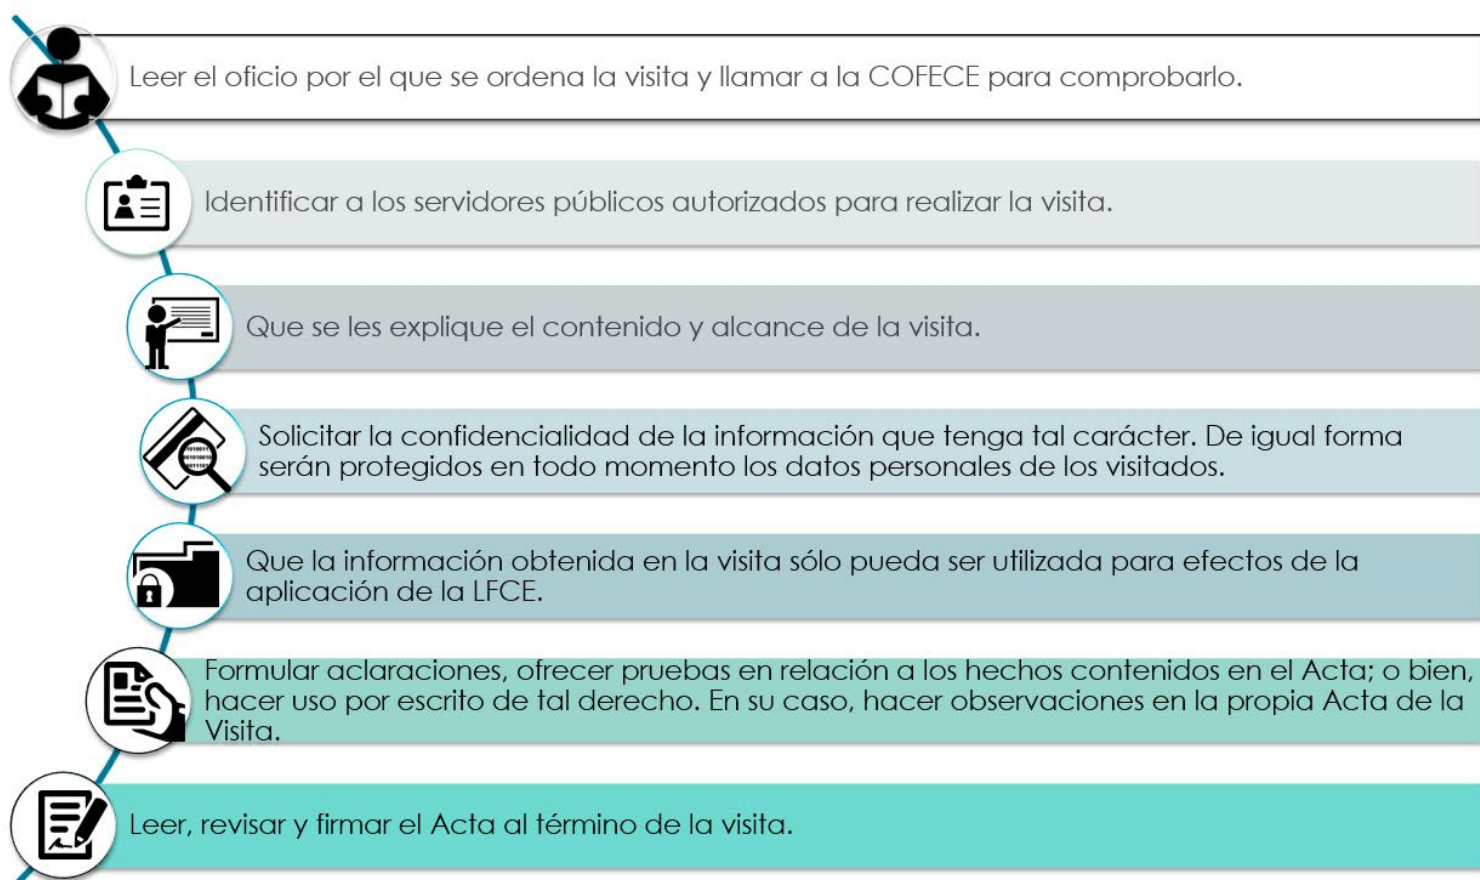 Leer el oficio por el que se ordena la visita y llamar a la COFECE para comprobarlo.
Identificar a los servidores públicos autorizados para realizar la visita.
Que se les explique el contenido y alcance de la visita.
Solicitar la confidencialidad de la información que tenga tal carácter. De igual forma
serán protegidos en todo momento los datos personales de los visitados.
Que la información obtenida en la visita sólo pueda ser utilizada para efectos de la
aplicación de la LFCE.
Formular aclaraciones, ofrecer pruebas en relación a los hechos contenidos en el Acta; o bien,
hacer uso por escrito de tal derecho. En su caso, hacer observaciones en la propia Acta de la
Visita.
Leer, revisar y firmar el Acta al término de la visita.